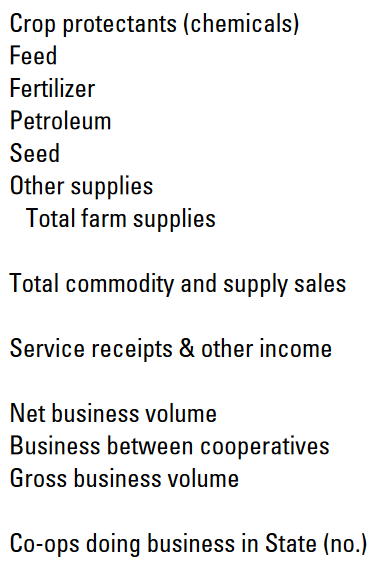 Crop protectants (chemicals)
Feed
Fertilizer
Petroleum
Seed
Other supplies
Total farm supplies
Total commodity and supply sales
Service receipts & other income
Net business volume
Business between cooperatives
Gross business volume
Co-ops doing business in State (no.)